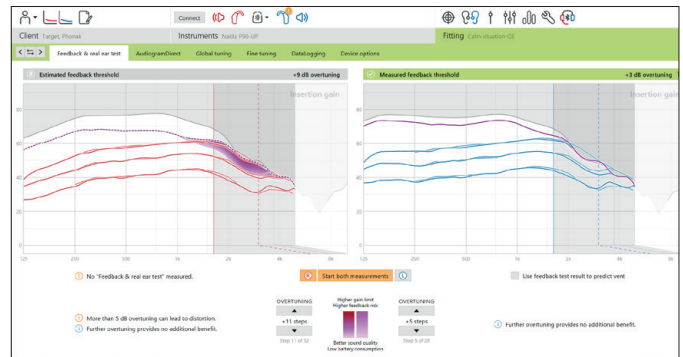 Connect
Client Target: Phonak
Instruments Naída P90-UP
Fitting Calm situation (2)
Feedback & real ear test
AudiogramDirect
Global tuning
Fine tuning
DataLogging
Device options
Estimated feedback threshold
+9 dB overtuning
Measured feedback threshold
+3 dB overtuning
Insertion gain
Insertion gain
80
60
40
20
0
125
250
500
1k
2k
4k
8k
80
60
40
20
0
125
250
500
1k
2k
4k
8k
No "Feedback & real ear test" measured.
R Start both measurements L
Use feedback test result to predict vent
OVERTUNING
+11 steps
Step 11 of 32
Higher gain limit
Higher feedback risk
Better sound quality
Low battery consumption
OVERTUNING
+5 steps
Step 5 of 28
More than 5 dB overtuning can lead to distortion.
Further overtuning provides no additional benefit.
Further overtuning provides no additional benefit.